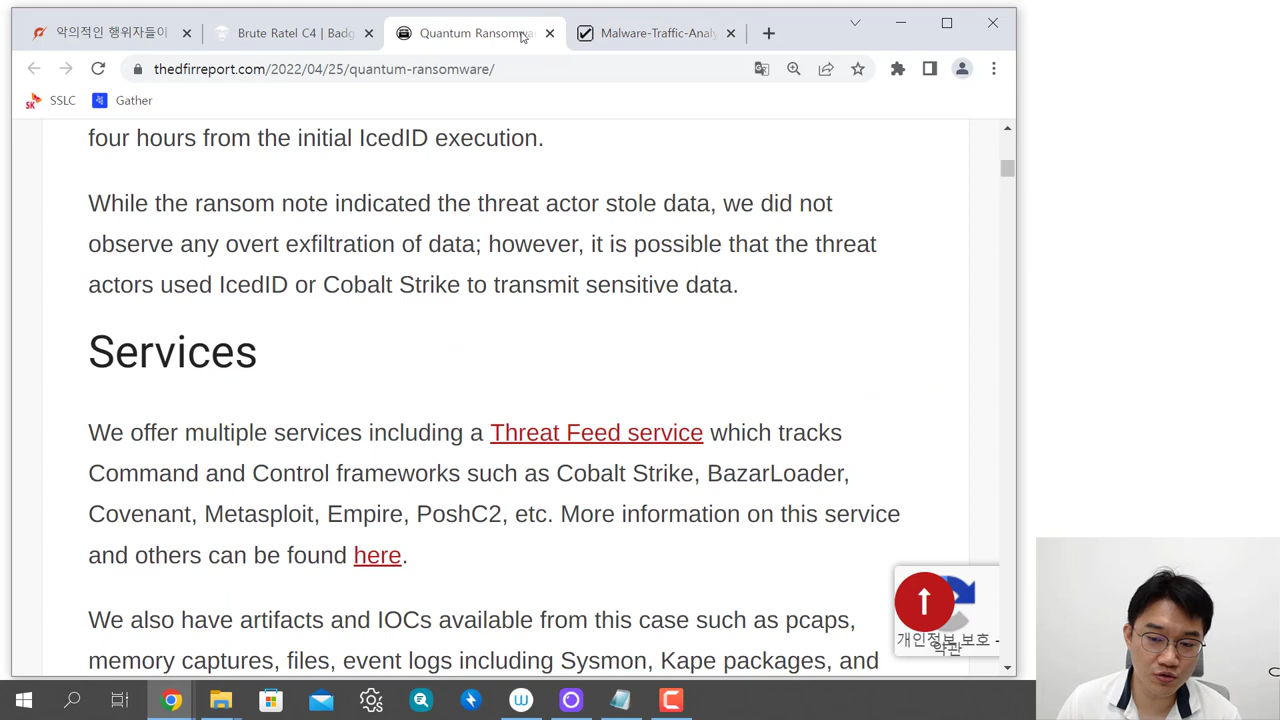 악의적인 행위자들이
Brute Ratel C4 | Badg
Quantum Ransomwa
Malware-Traffic-Analy
thedfirreport.com/2022/04/25/quantum-ransomware/
SSLC
Gather
four hours from the initial IcedID execution.
While the ransom note indicated the threat actor stole data, we did not
observe any overt exfiltration of data; however, it is possible that the threat
actors used IcedID or Cobalt Strike to transmit sensitive data.
Services
We offer multiple services including a Threat Feed service which tracks
Command and Control frameworks such as Cobalt Strike, BazarLoader,
Covenant, Metasploit, Empire, PoshC2, etc. More information on this service
and others can be found here.
We also have artifacts and IOCs available from this case such as pcaps,
memory captures, files, event logs including Sysmon, Kape packages, and
개인정보 보호 -
약관